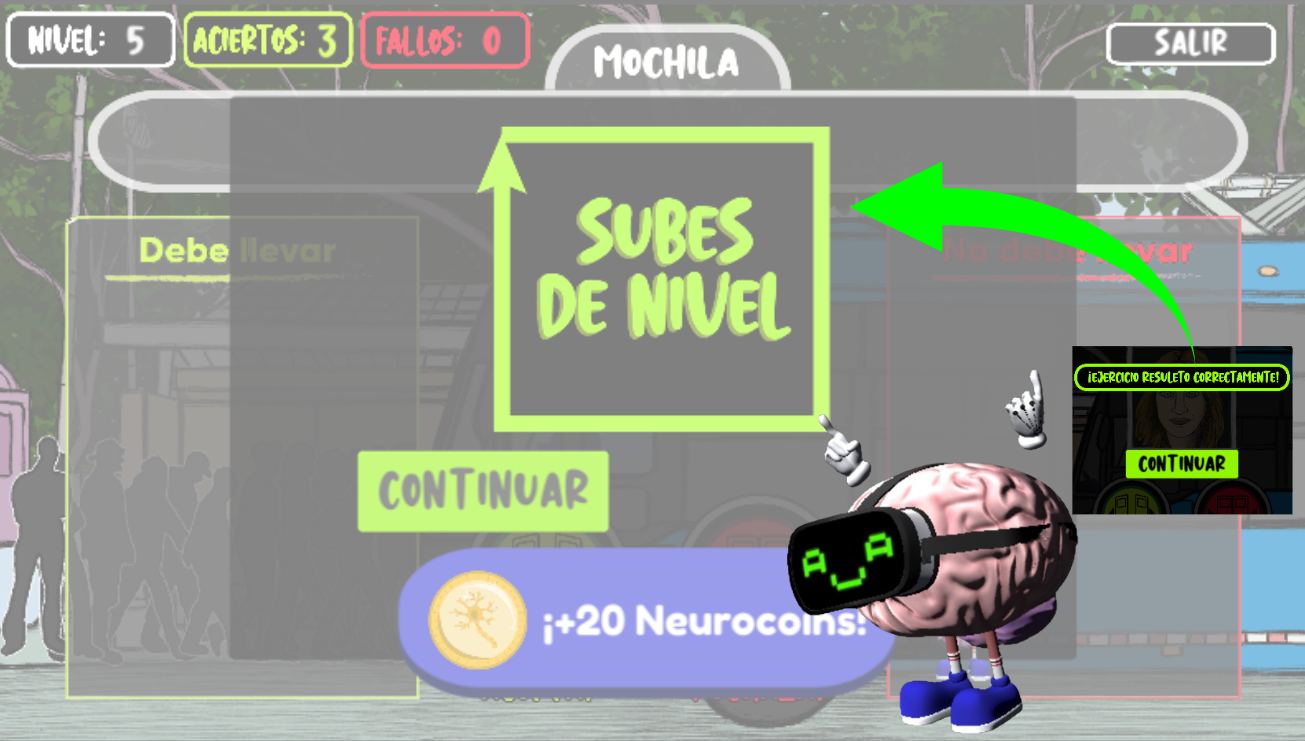 NIVEL: 5
ACIERTOS: 3
FALLOS: 0
MOCHILA
SALIR
Debe llevar
No debe llevar
SUBES
DE NIVEL
¡EJERCICIO RESULETO CORRECTAMENTE!
CONTINUAR
CONTINUAR
¡+20 Neurocoins!